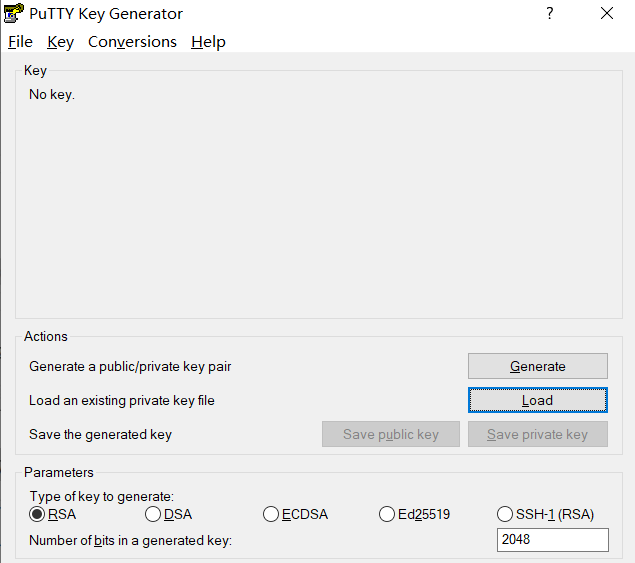 PuTTY Key Generator ?
File Key Conversions Help
Key
No key.
Actions
Generate a public/private key pair Generate
Load an existing private key file Load
Save the generated key Save public key Save private key
Parameters
Type of key to generate:
RSA DSA ECDSA Ed25519 SSH-1 (RSA)
Number of bits in a generated key: 2048